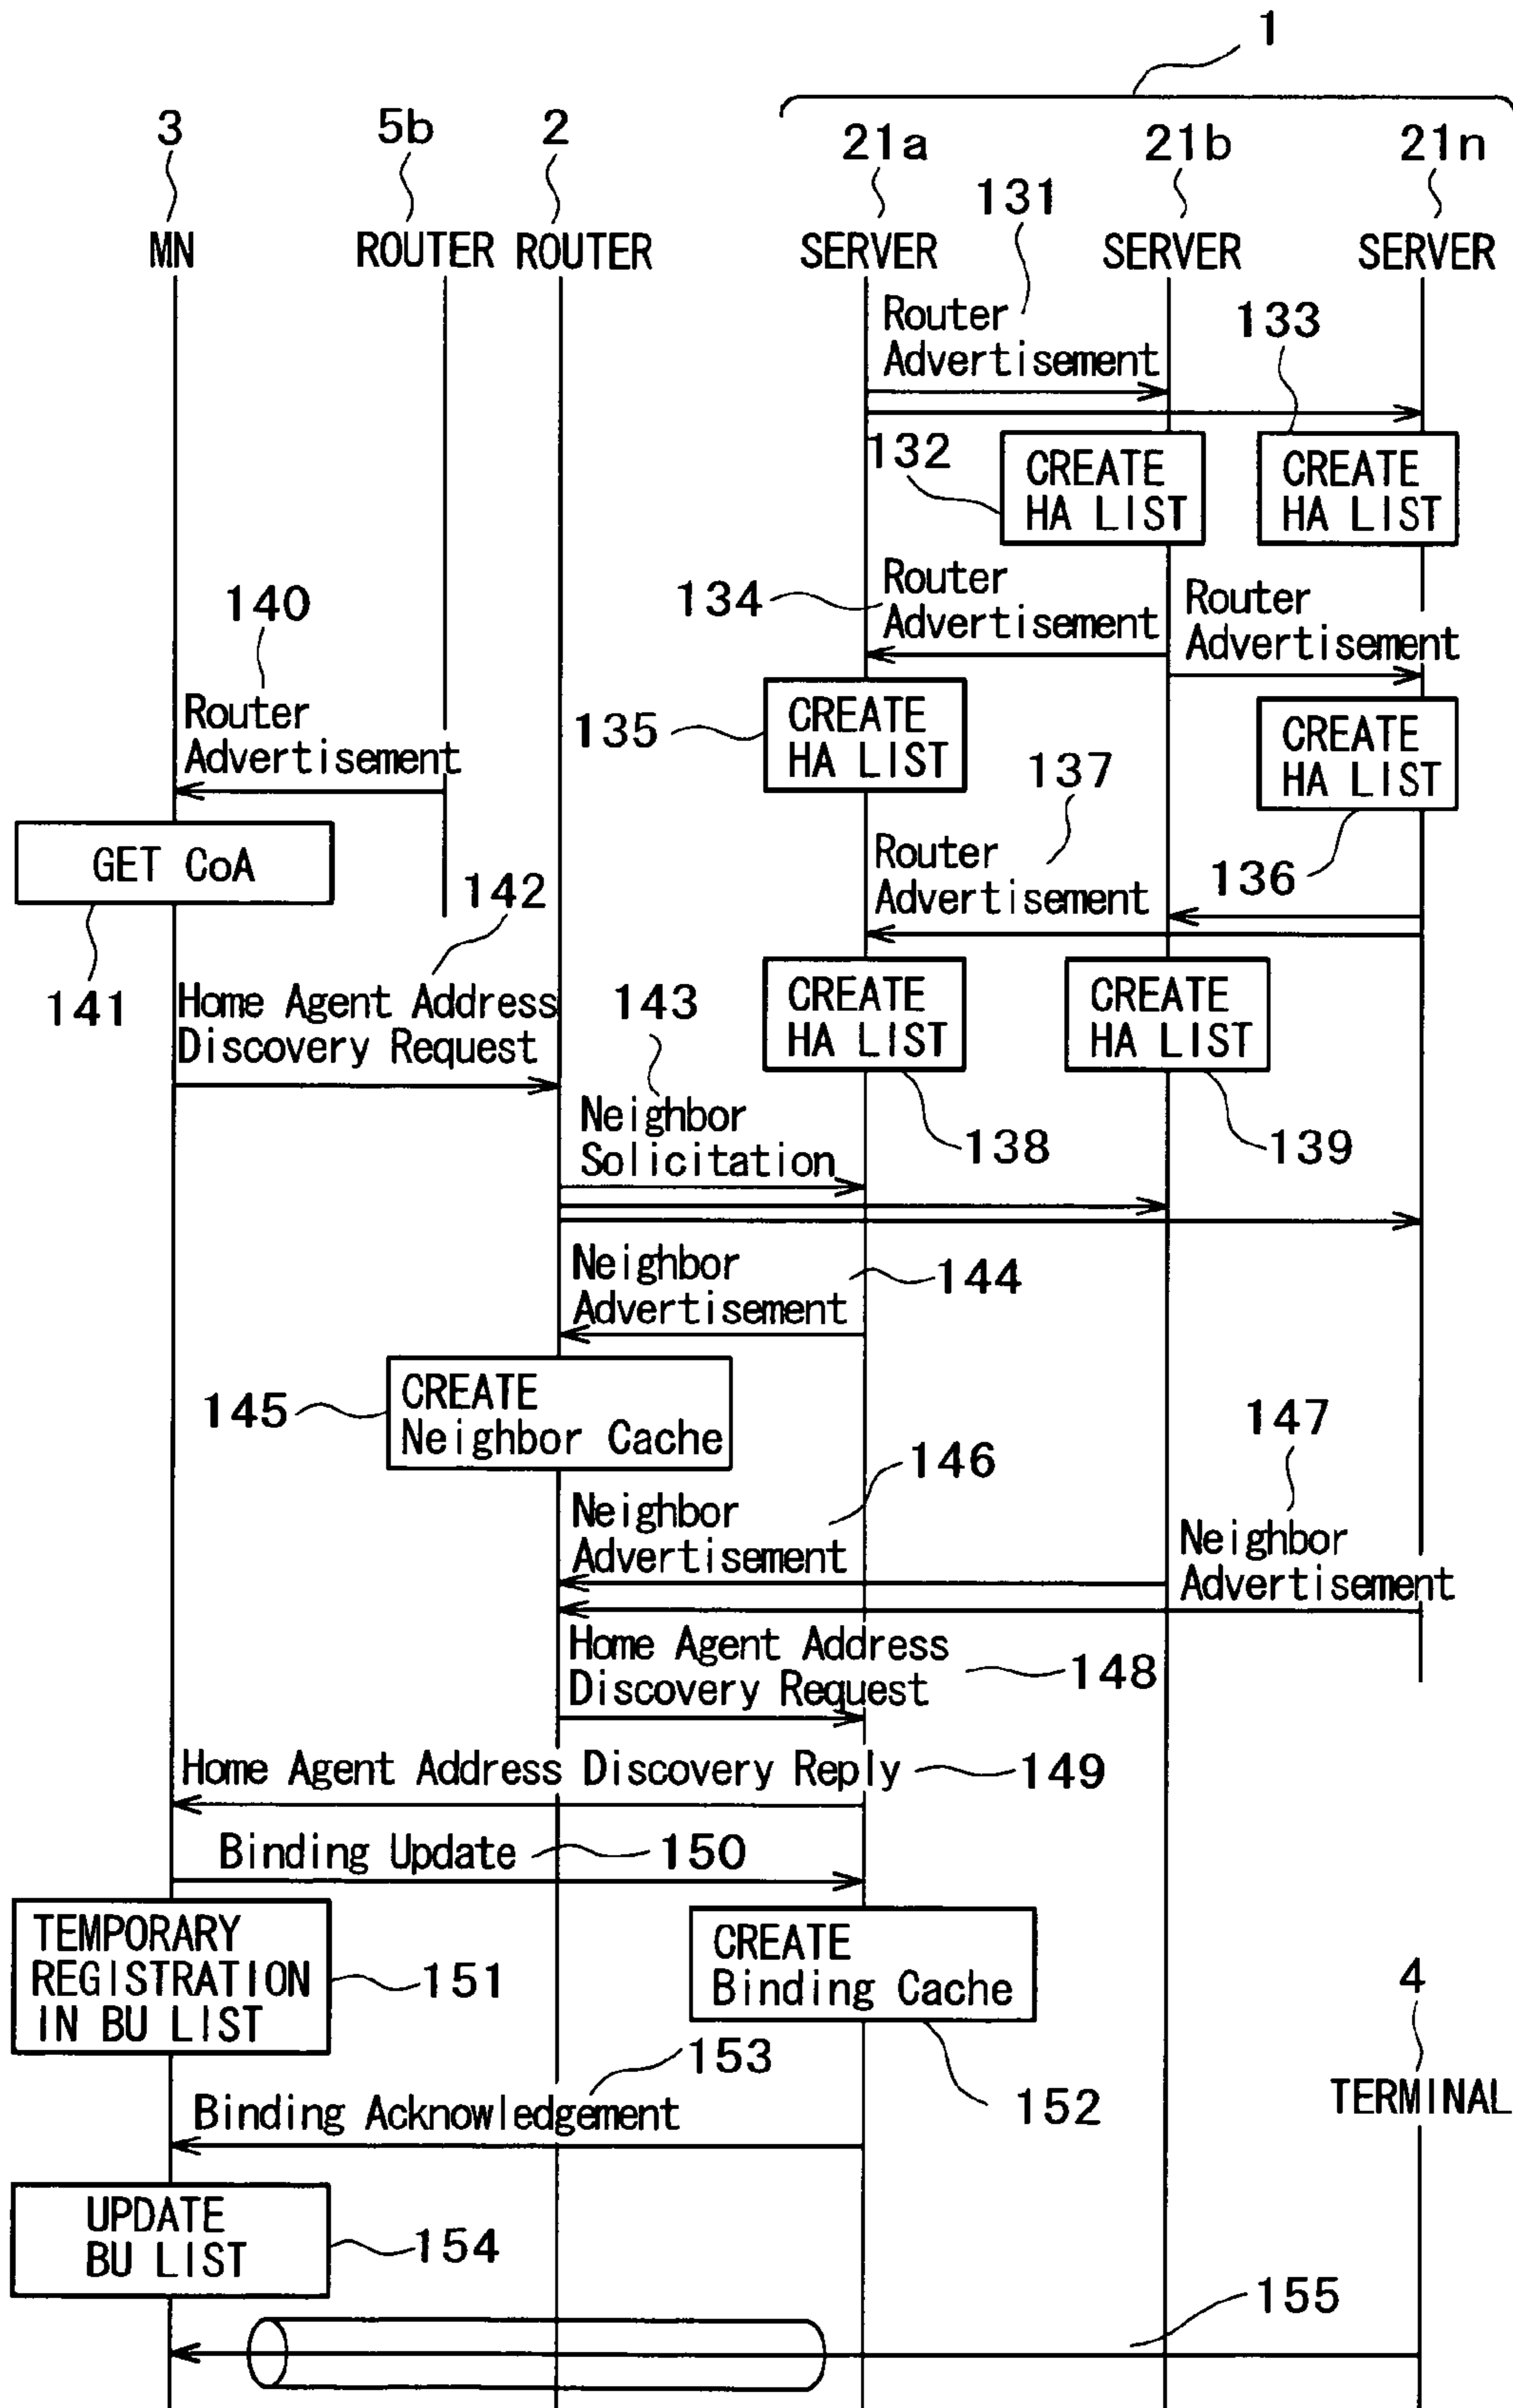 1
3 5b 2 21a 21b 21n
131
MN ROUTER ROUTER SERVER SERVER SERVER
Router
Advertisement
133
132
CREATE
HA LIST
CREATE
HA LIST
134
Router
Advertisement
Router
Advertisement
140
Router
Advertisement
135
CREATE
HA LIST
CREATE
HA LIST
137
136
GET CoA
141
142
Router
Advertisement
Home Agent Address
Discovery Request
143
CREATE
HA LIST
CREATE
HA LIST
138
139
Neighbor
Solicitation
Neighbor
Advertisement
144
145
CREATE
Neighbor Cache
146
147
Neighbor
Advertisement
Neighbor
Advertisement
Home Agent Address
Discovery Request
148
Home Agent Address Discovery Reply
149
Binding Update
150
TEMPORARY
REGISTRATION
IN BU LIST
151
CREATE
Binding Cache
152
4
TERMINAL
153
Binding Acknowledgement
UPDATE
BU LIST
154
155